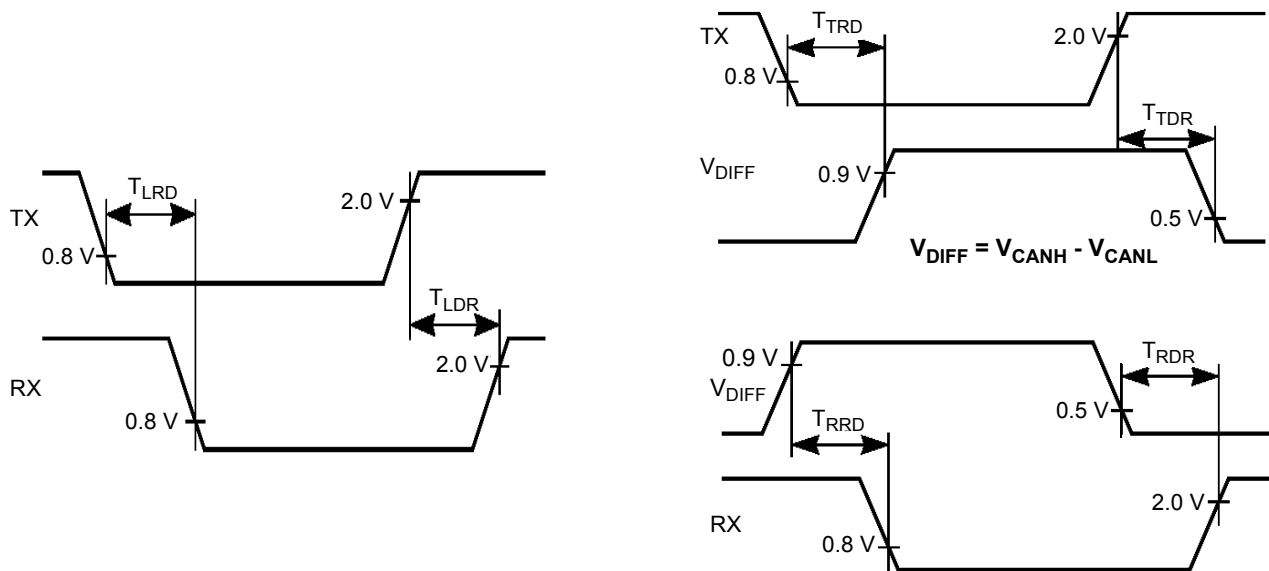 TX
T_LRD
2.0 V
0.8 V
T_LDR
2.0 V
RX
0.8 V
TX
T_TRD
2.0 V
0.8 V
T_TDR
V_DIFF
0.9 V
0.5 V
V_DIFF = V_CANH - V_CANL
0.9 V
V_DIFF
T_RDR
0.5 V
T_RRD
2.0 V
RX
0.8 V